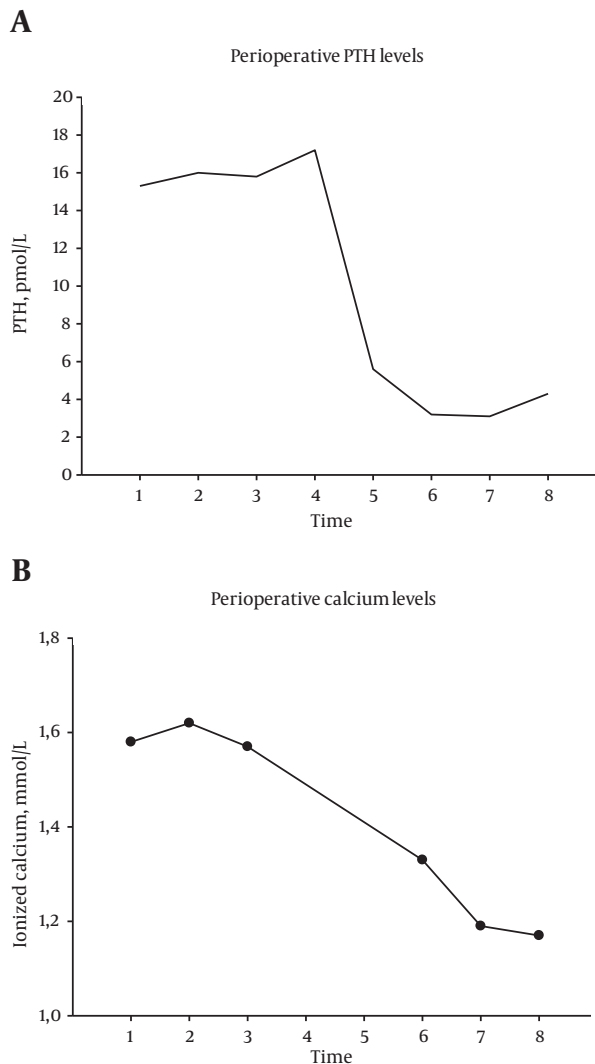 A
Perioperative PTH levels
20
18
16
14
12
10
8
6
4
2
0
PTH, pmol/L
1 2 3 4 5 6 7 8
Time
B
Perioperative calcium levels
1,8
1,6
1,4
1,2
1,0
Ionized calcium, mmol/L
1 2 3 4 5 6 7 8
Time